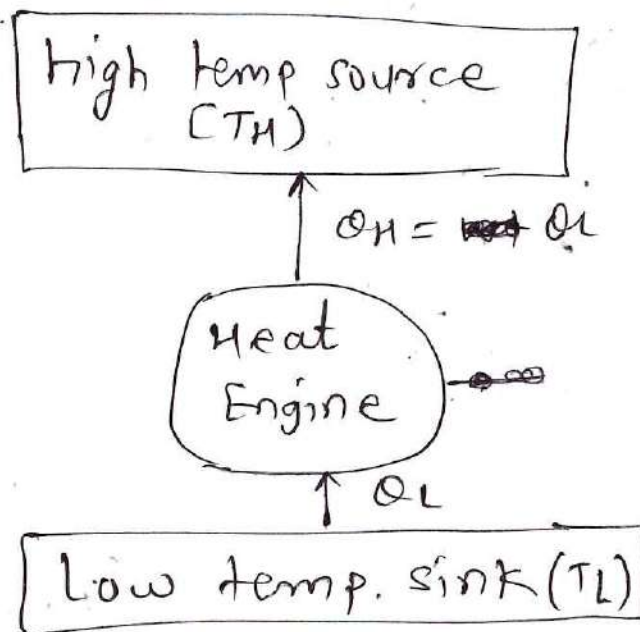 high temp source
(TH)
QH = QL
Heat
Engine
QL
Low temp. sink (TL)